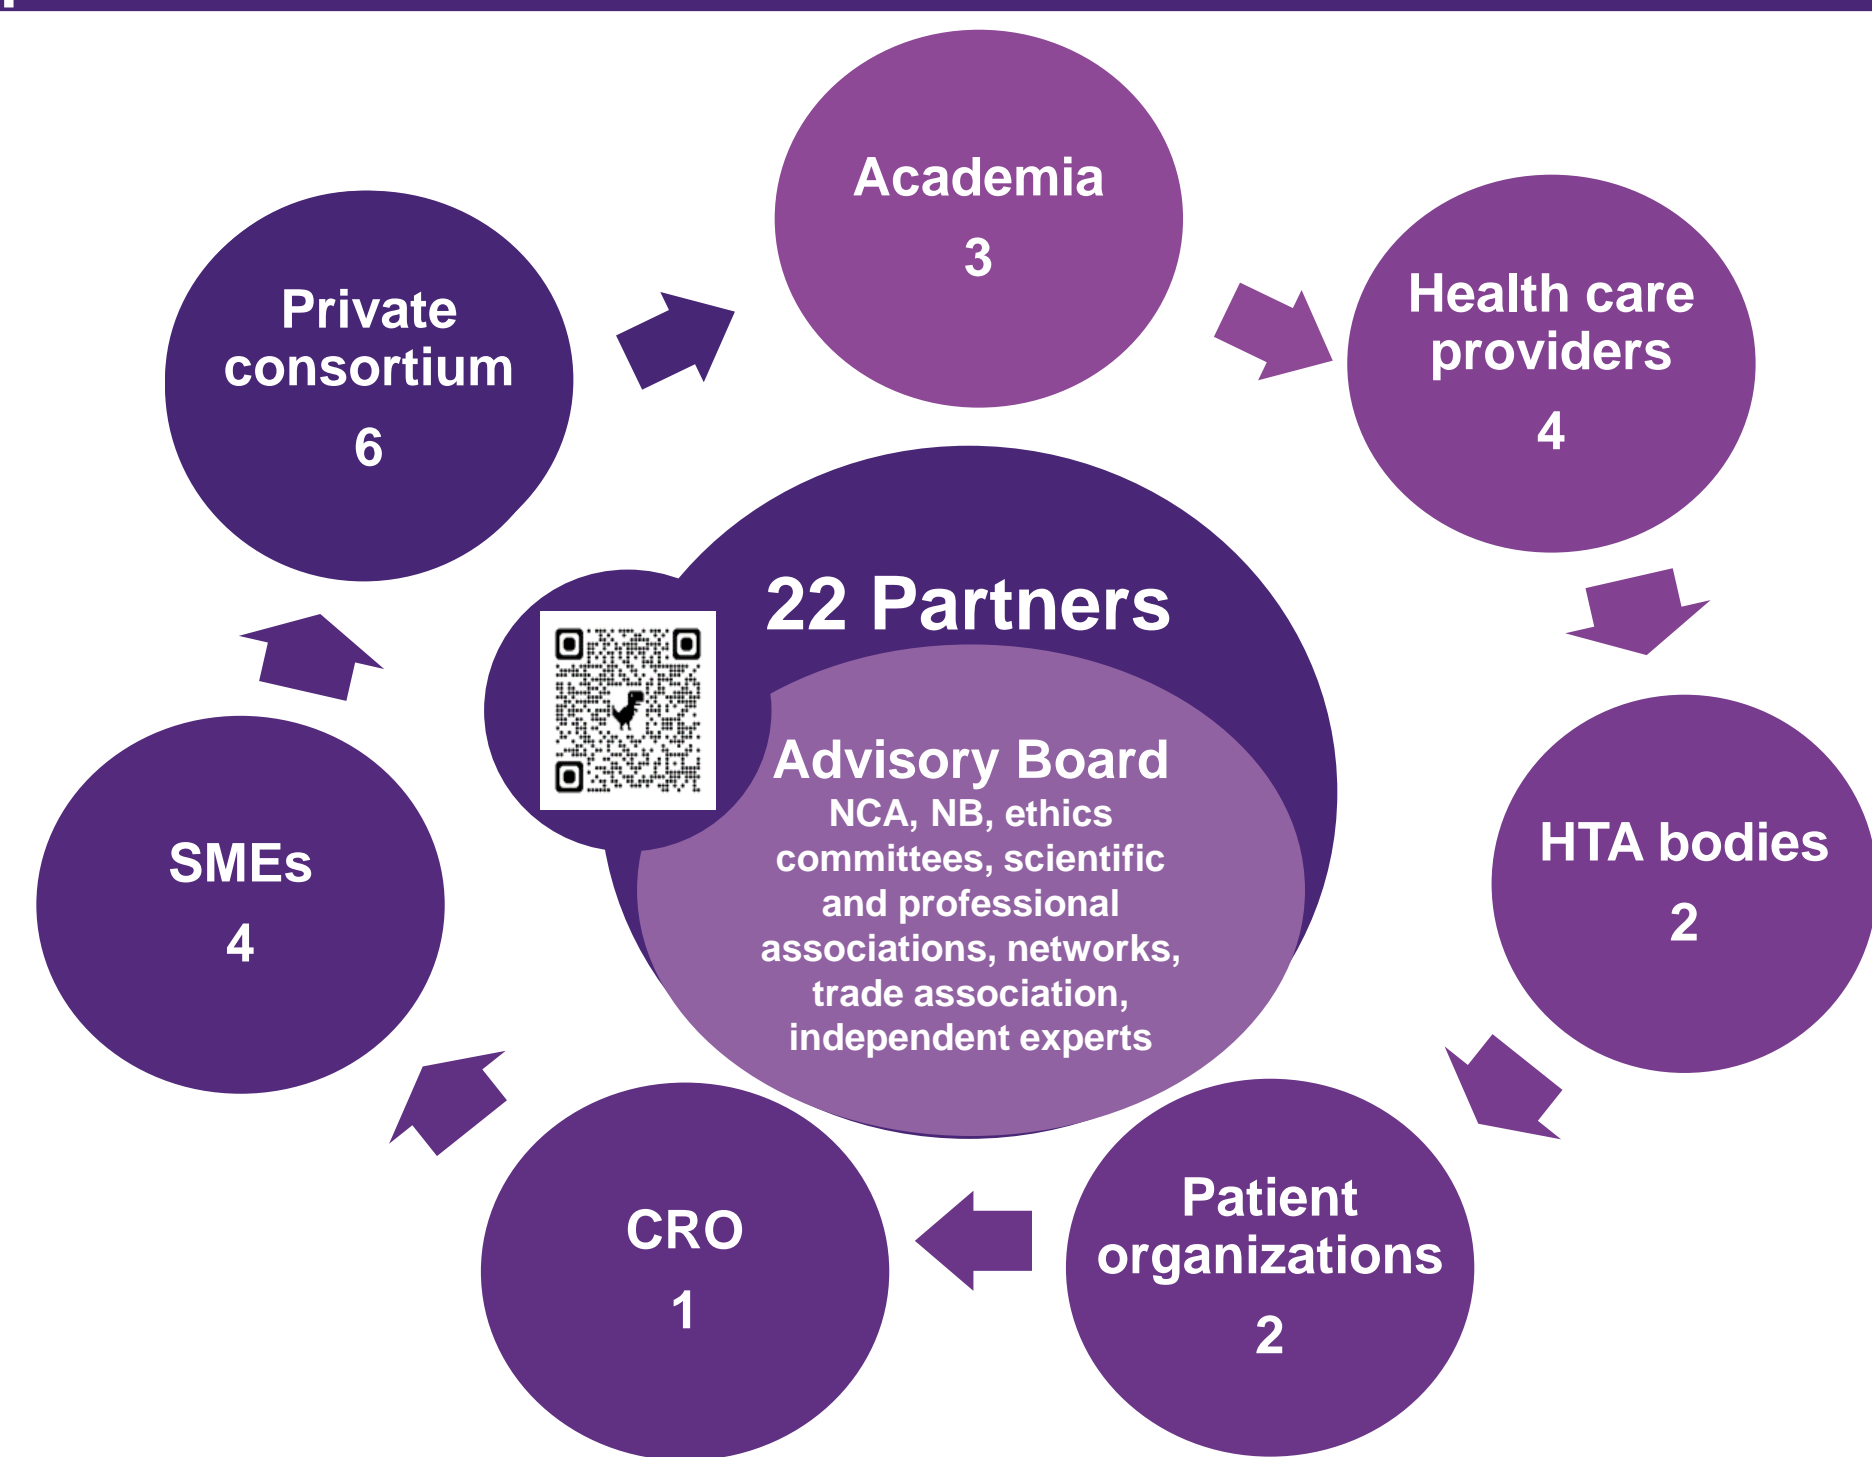 Academia
3
Health care
providers
4
HTA bodies
2
Patient
organizations
2
CRO
1
SMEs
4
Private
consortium
6
22 Partners
Advisory Board
NCA, NB, ethics
committees, scientific
and professional
associations, networks,
trade association,
independent experts